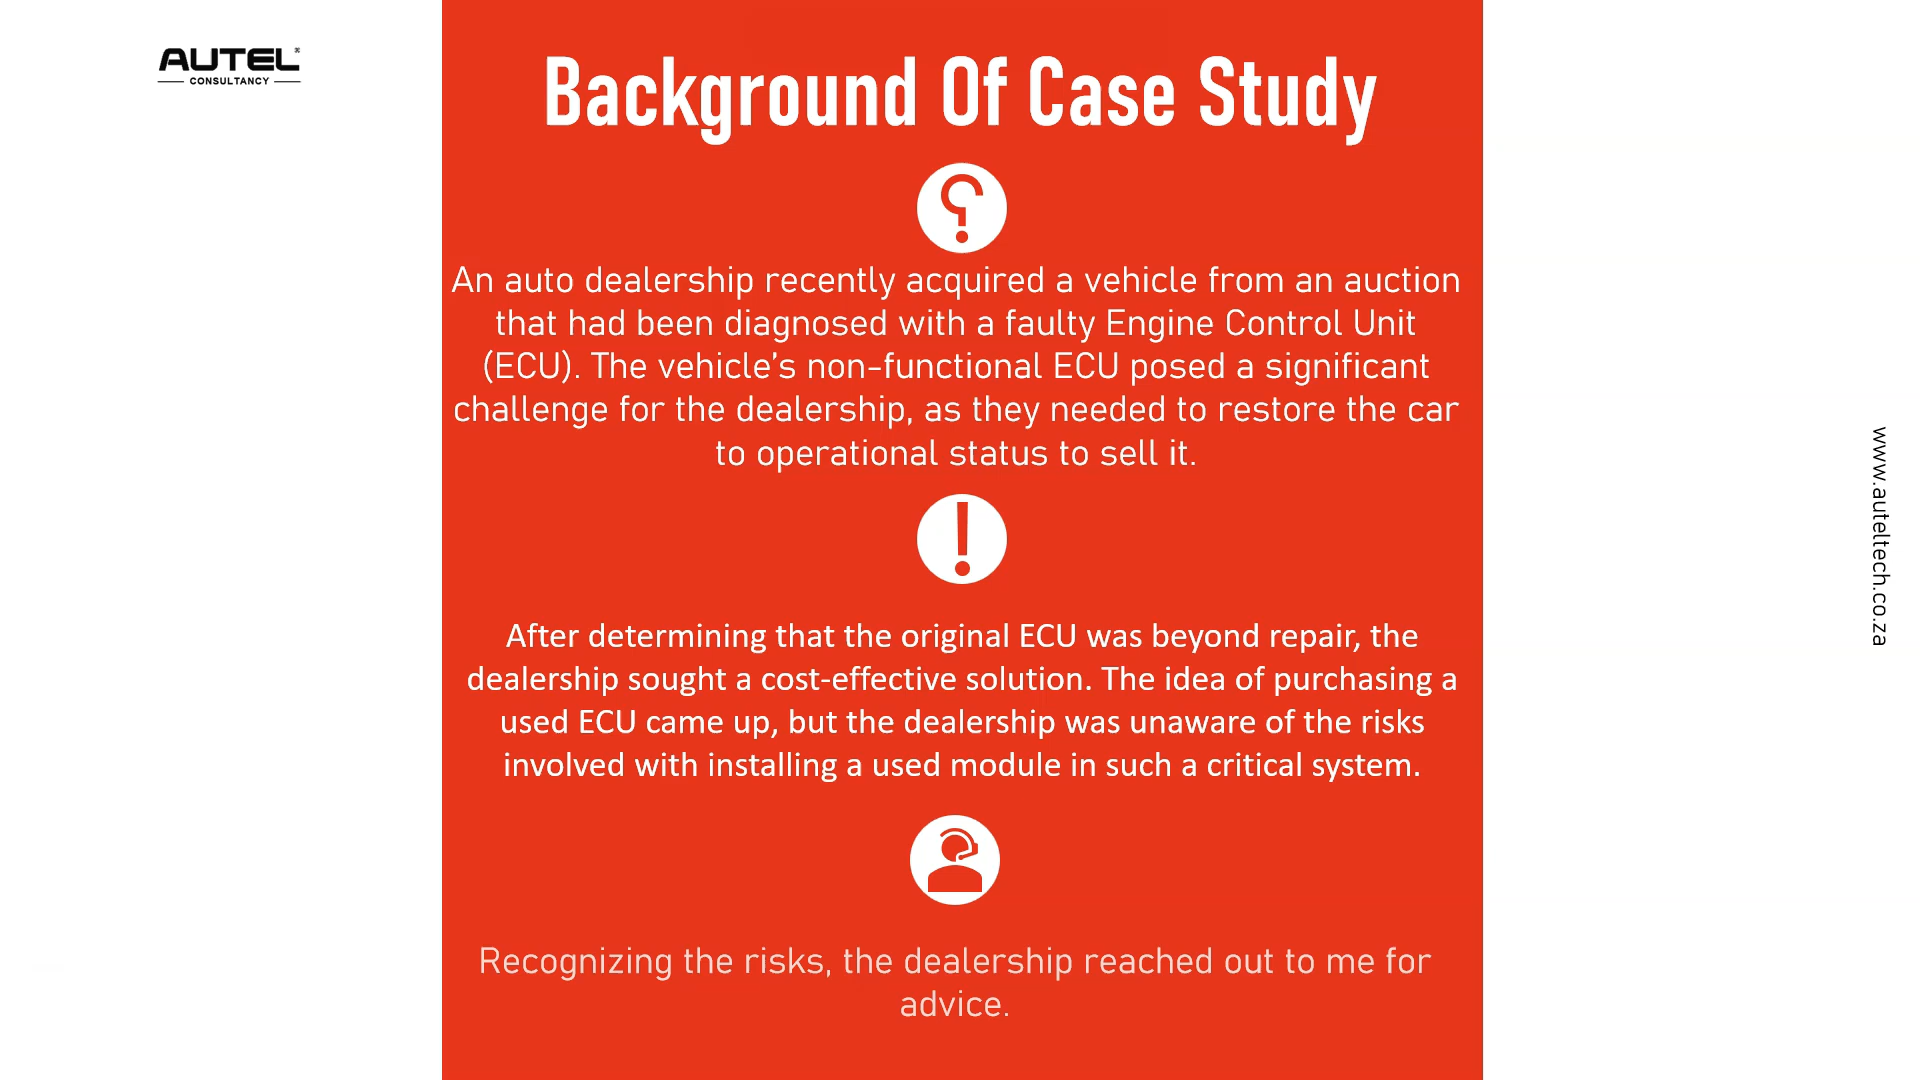 AUTEL®
CONSULTANCY
Background Of Case Study
An auto dealership recently acquired a vehicle from an auction
that had been diagnosed with a faulty Engine Control Unit
(ECU). The vehicle’s non-functional ECU posed a significant
challenge for the dealership, as they needed to restore the car
to operational status to sell it.
After determining that the original ECU was beyond repair, the
dealership sought a cost-effective solution. The idea of purchasing a
used ECU came up, but the dealership was unaware of the risks
involved with installing a used module in such a critical system.
Recognizing the risks, the dealership reached out to me for
advice.
www.auteltech.co.za